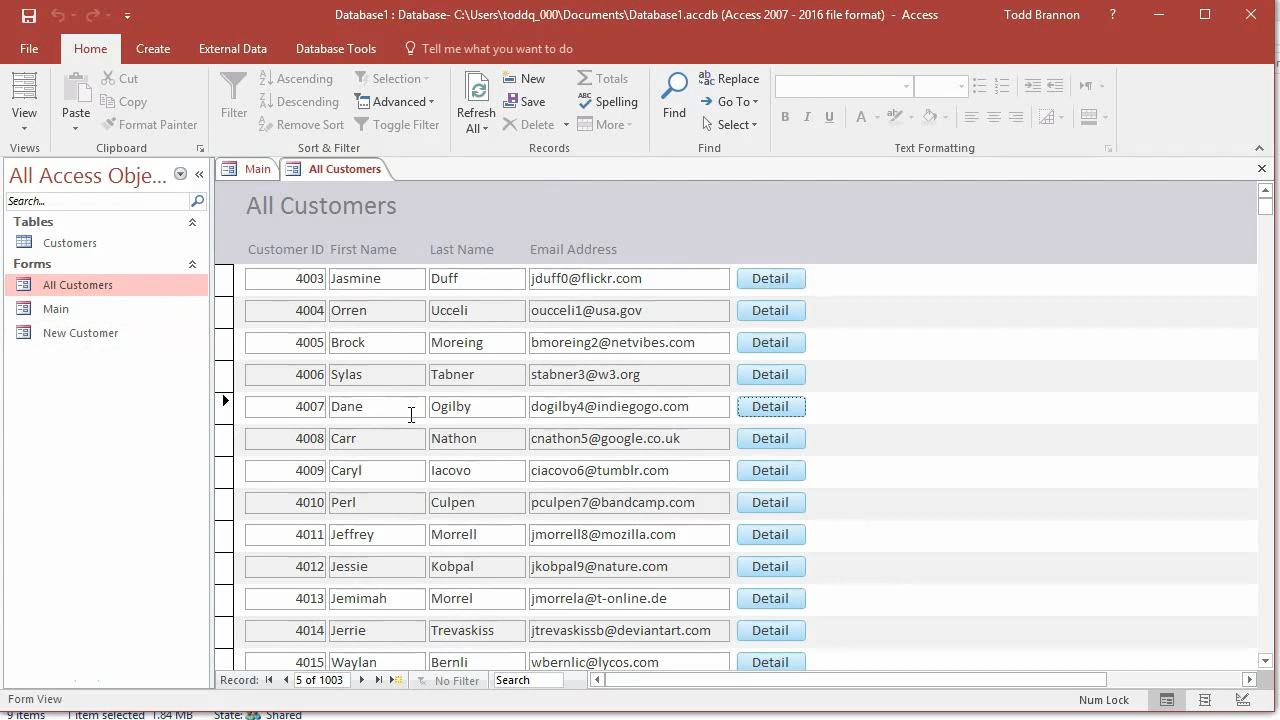 Database1 : Database- C:\Users\toddq_000\Documents\Database1.accdb (Access 2007 - 2016 file format) - Access
Todd Brannon
?
File Home Create External Data Database Tools Tell me what you want to do
View
Views
Paste
Cut
Copy
Format Painter
Clipboard
Filter
Ascending
Descending
Remove Sort
Selection
Advanced
Toggle Filter
Sort & Filter
Refresh
All
New
Save
Delete
Totals
Spelling
More
Records
Find
Replace
Go To
Select
Find
B I U A
Text Formatting
All Access Obje...
Search...
Tables
Customers
Forms
All Customers
Main
New Customer
Main All Customers
All Customers
Customer ID First Name Last Name Email Address
4003 Jasmine Duff jduff0@flickr.com Detail
4004 Orren Ucceli oucceli1@usa.gov Detail
4005 Brock Moreing bmoreing2@netvibes.com Detail
4006 Sylas Tabner stabner3@w3.org Detail
4007 Dane Ogilby dogilby4@indiegogo.com Detail
4008 Carr Nathon cnathon5@google.co.uk Detail
4009 Caryl Iacovo ciacovo6@tumblr.com Detail
4010 Perl Culpen pculpen7@bandcamp.com Detail
4011 Jeffrey Morrell jmorrell8@mozilla.com Detail
4012 Jessie Kobpal jkobpal9@nature.com Detail
4013 Jemimah Morrel jmorrela@t-online.de Detail
4014 Jerrie Trevaskiss jtrevaskissb@deviantart.com Detail
4015 Waylan Bernli wbernlic@lycos.com Detail
Record: 5 of 1003 No Filter Search
Form View
Num Lock
9 items 1 item selected 1.84 MB State: Shared